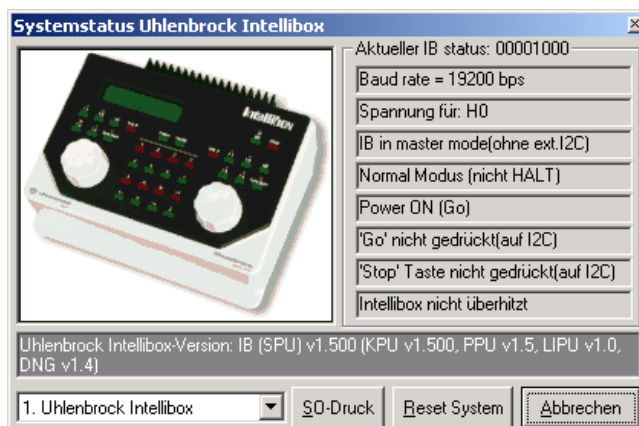 Systemstatus Uhlenbrock Intellibox
Aktueller IB status: 00001000
Baud rate = 19200 bps
Spannung für: H0
IB in master mode(ohne ext.I2C)
Normal Modus (nicht HALT)
Power ON (Go)
'Go' nicht gedrückt(auf I2C)
'Stop' Taste nicht gedrückt(auf I2C)
Intellibox nicht überhitzt
INTELLIBOX
Uhlenbrock Intellibox-Version: IB (SPU) v1.500 (KPU v1.500, PPU v1.5, LIPU v1.0,
DNG v1.4)
1. Uhlenbrock Intellibox
SO-Druck
Reset System
Abbrechen